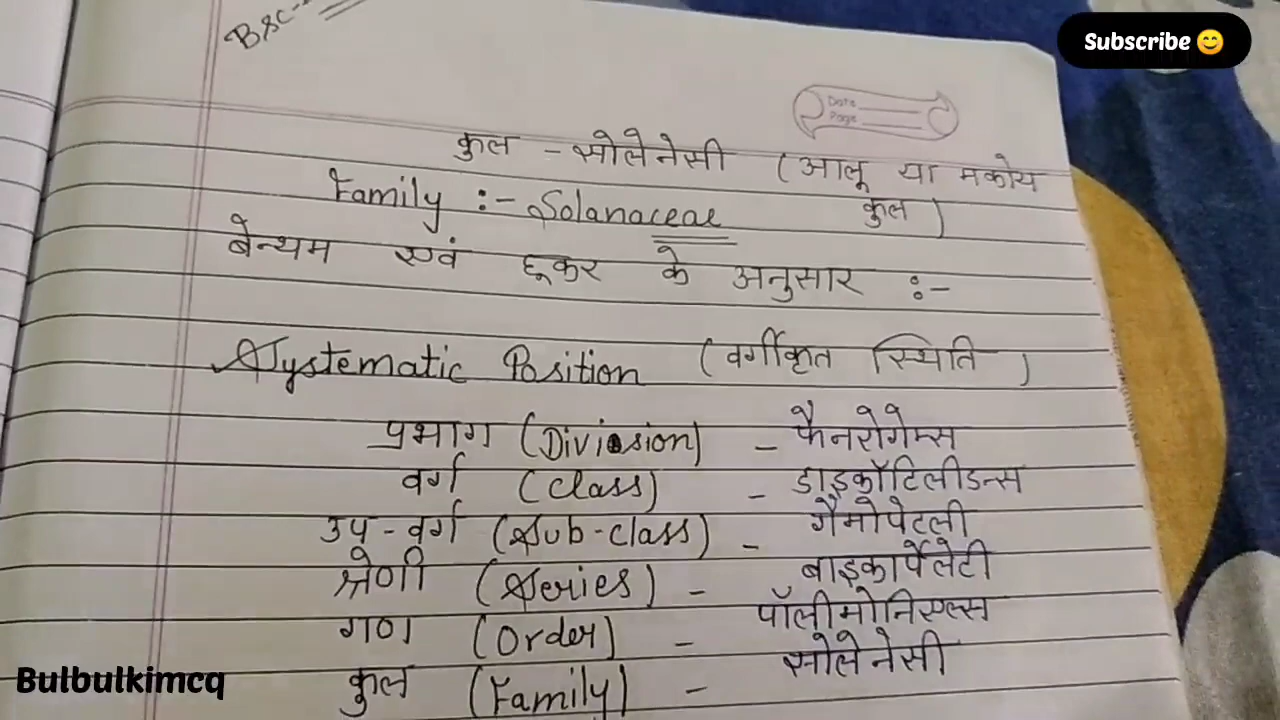 Bsc-
Subscribe 😊
Date
Page
कुल - सोलेनेसी (आलू या मकोय
कुल)
Family :- Solanaceae
बेन्थम एवं हूकर के अनुसार :-
Systematic Position (वर्गीकृत स्थिति)
प्रभाग (Division) - फैनरोगेम्स
वर्ग (Class) - डाइकॉटिलीडन्स
उप-वर्ग (Sub-class) - गैमोपेटली
श्रेणी (Series) - बाइकार्पेलेटी
गण (Order) - पॉलीमोनिएल्स
कुल (Family) - सोलेनेसी
Bulbulkimcq